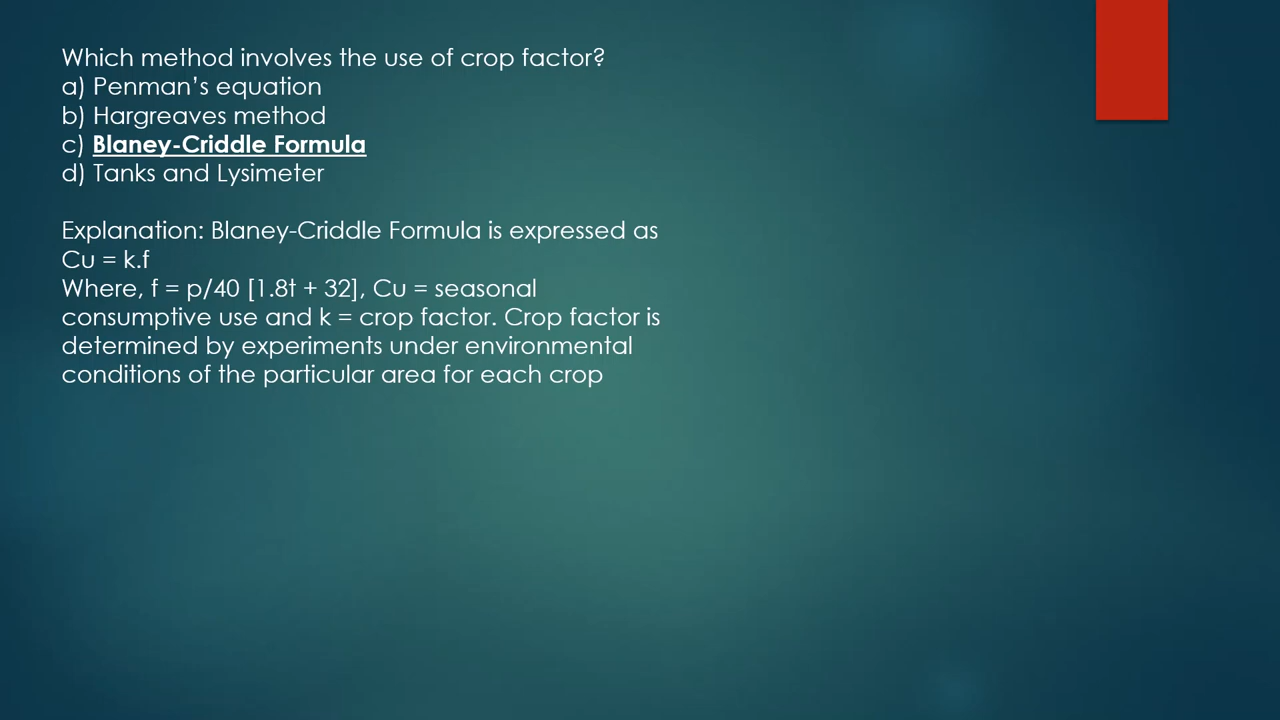 Which method involves the use of crop factor?
a) Penman’s equation
b) Hargreaves method
c) Blaney-Criddle Formula
d) Tanks and Lysimeter
Explanation: Blaney-Criddle Formula is expressed as
Cu = k.f
Where, f = p/40 [1.8t + 32], Cu = seasonal
consumptive use and k = crop factor. Crop factor is
determined by experiments under environmental
conditions of the particular area for each crop